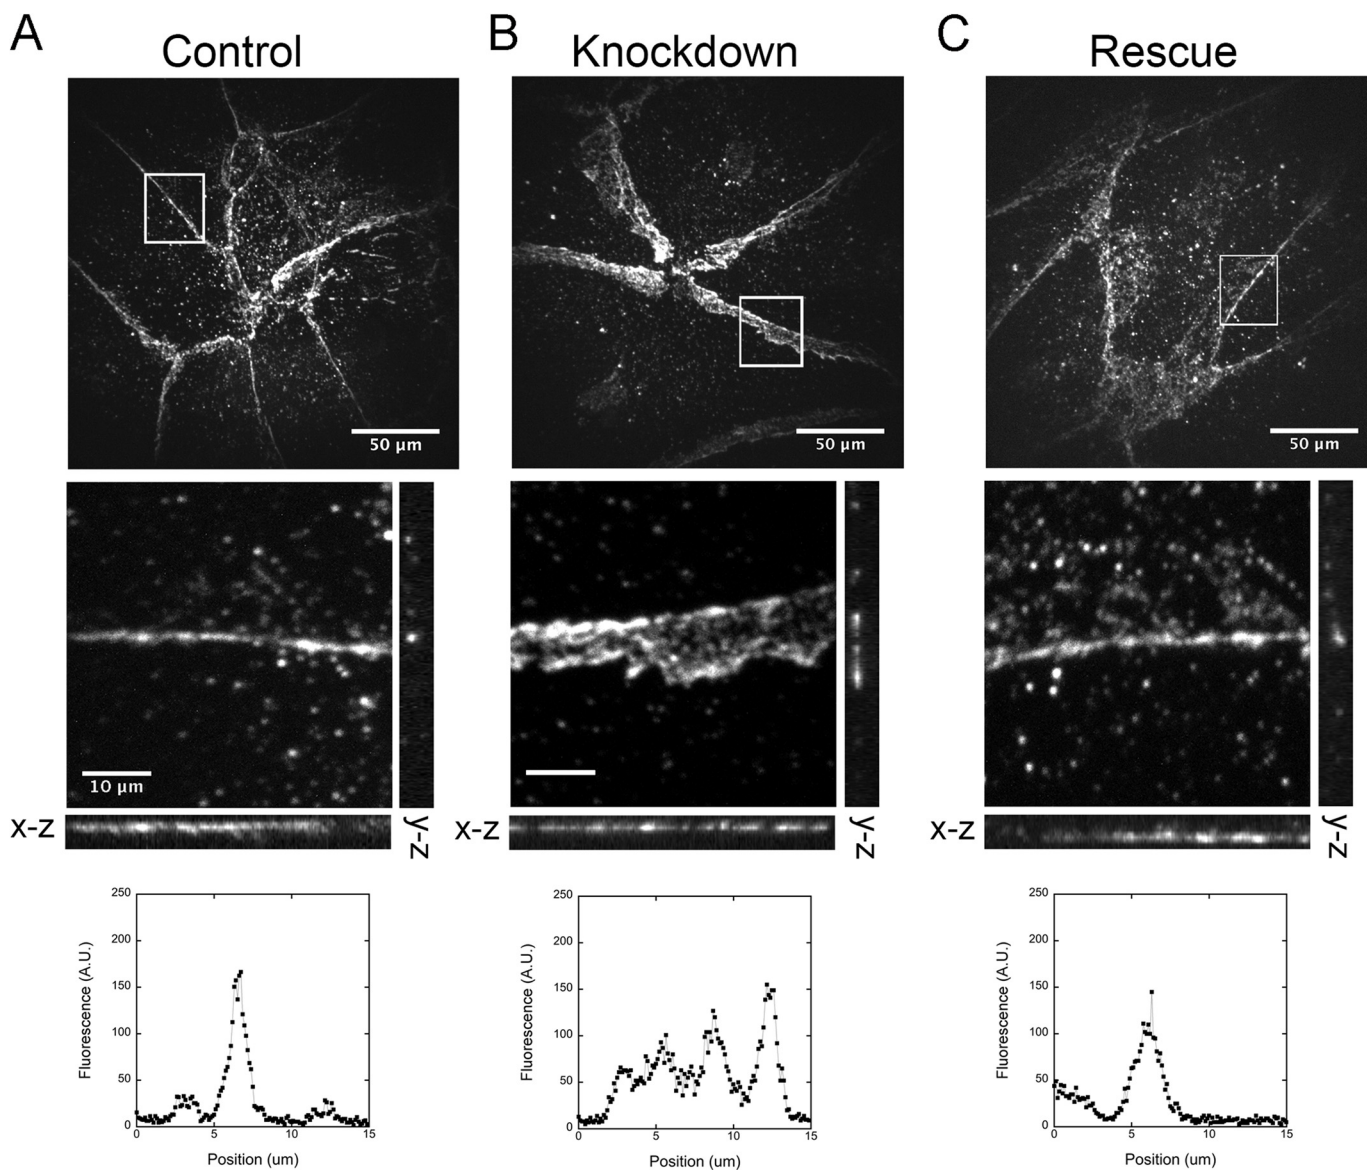 A
Control
B
Knockdown
C
Rescue
50 µm
50 µm
50 µm
10 µm
x-z
y-z
x-z
y-z
x-z
y-z
250
200
150
100
50
0
0
5
10
15
Fluorescence (A.U.)
Position (um)
250
200
150
100
50
0
0
5
10
15
Fluorescence (A.U.)
Position (um)
250
200
150
100
50
0
0
5
10
15
Fluorescence (A.U.)
Position (um)